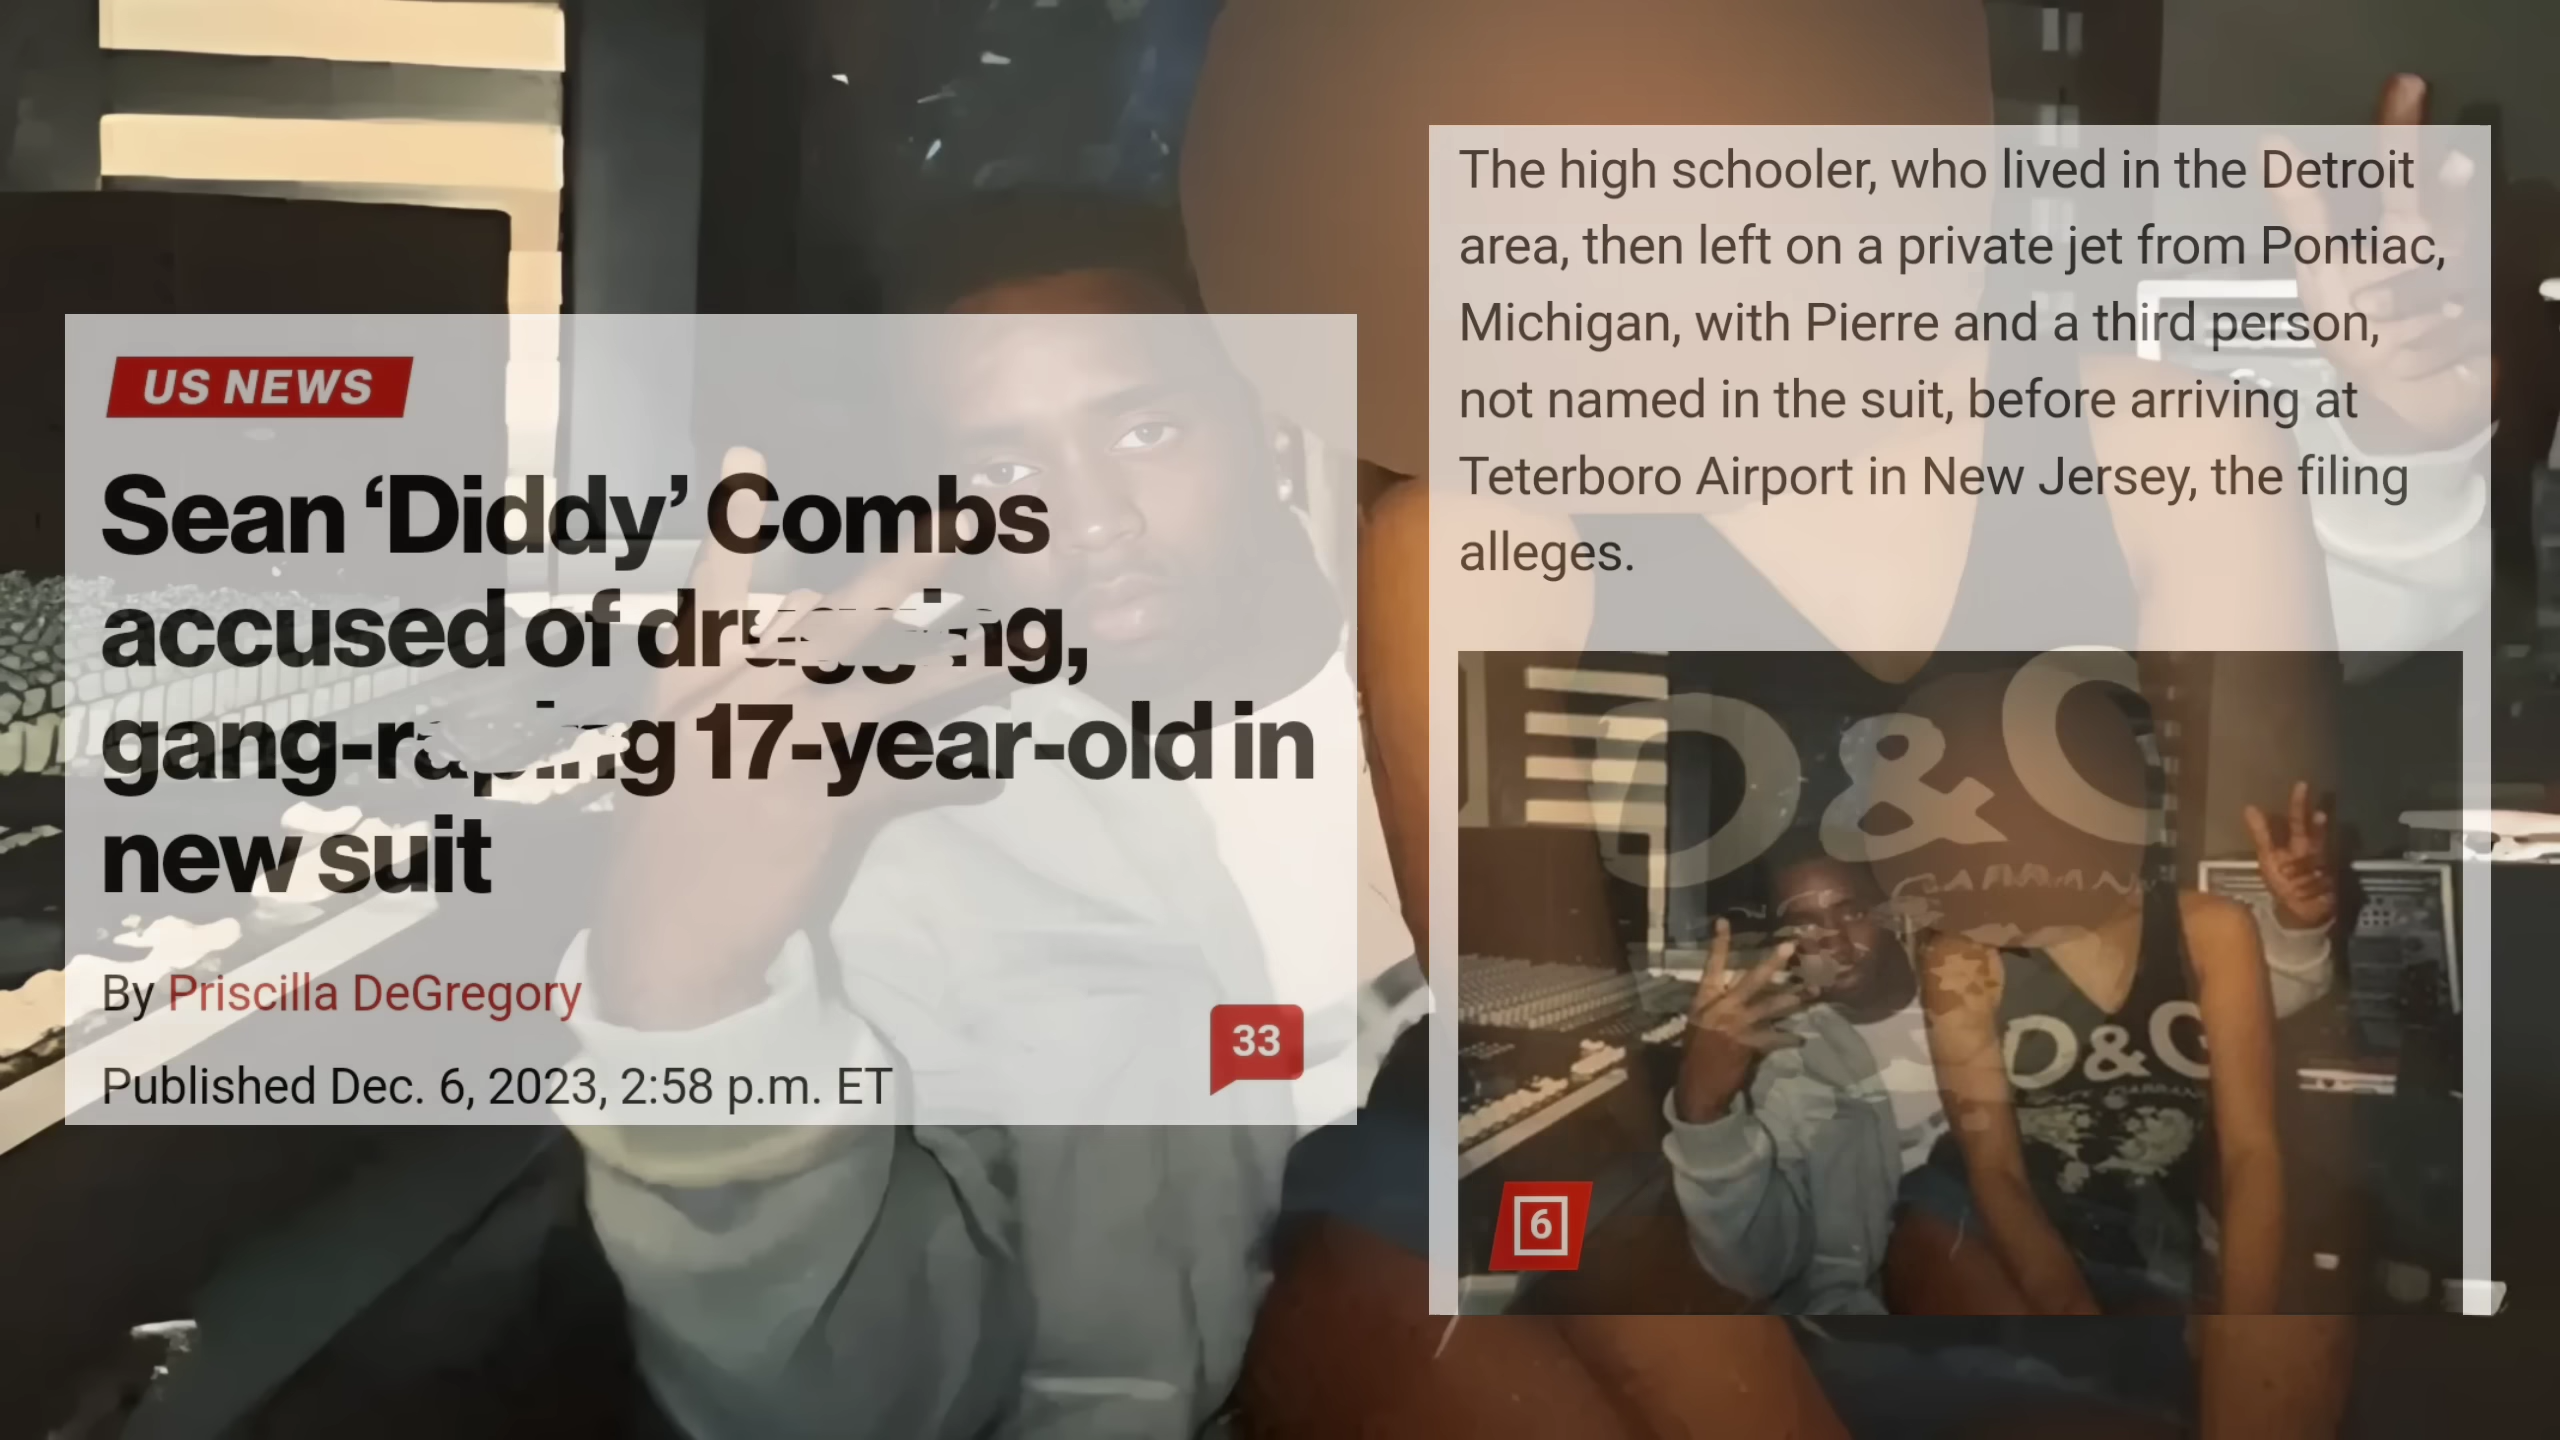 US NEWS
Sean ‘Diddy’ Combs
accused of drugging,
gang-raping 17-year-old in
new suit
By Priscilla DeGregory
Published Dec. 6, 2023, 2:58 p.m. ET
33
The high schooler, who lived in the Detroit
area, then left on a private jet from Pontiac,
Michigan, with Pierre and a third person,
not named in the suit, before arriving at
Teterboro Airport in New Jersey, the filing
alleges.
D&G
D&G
6